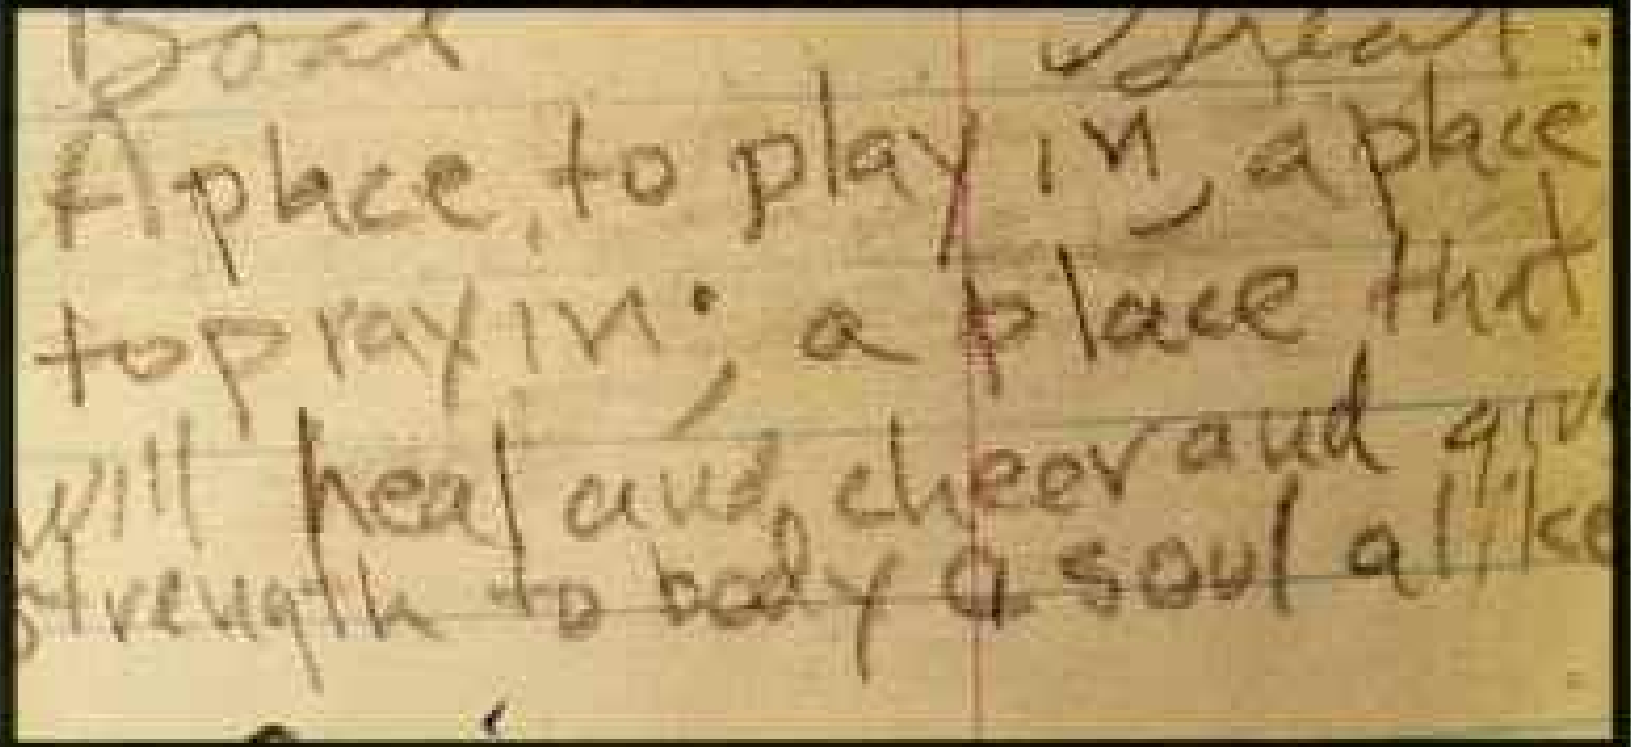 A place, to play in, a place
to pray in, a place that
will heal and, cheer and give
strength to body a soul alike